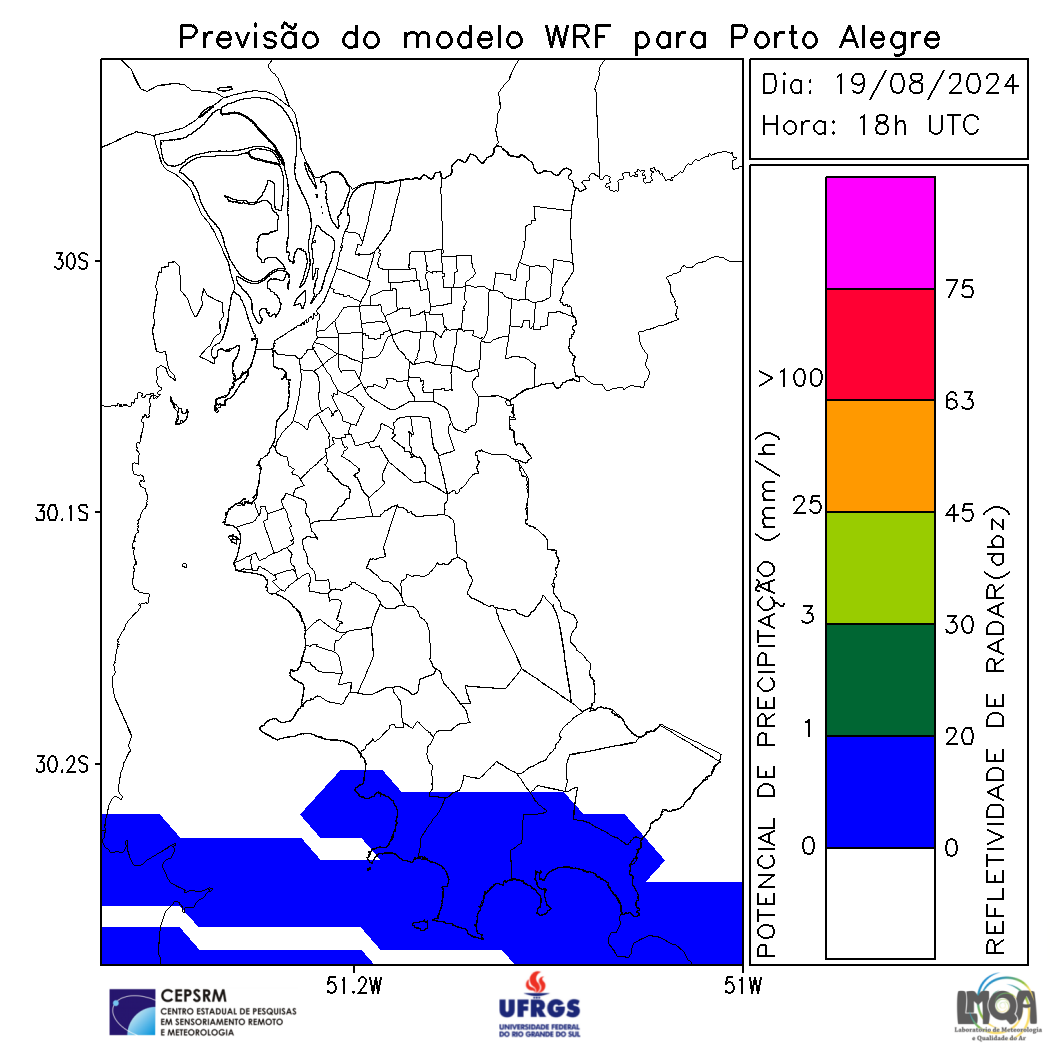 Previsão do modelo WRF para Porto Alegre
Dia: 19/08/2024
Hora: 18h UTC
30S
30.1S
30.2S
51.2W
51W
POTENCIAL DE PRECIPITAÇÃO (mm/h)
>100
25
3
1
0
75
63
45
30
20
0
REFLETIVIDADE DE RADAR(dbz)
CEPSRM
CENTRO ESTADUAL DE PESQUISAS
EM SENSORIAMENTO REMOTO
E METEOROLOGIA
UFRGS
UNIVERSIDADE FEDERAL
DO RIO GRANDE DO SUL
LMQA
Laboratório de Meteorologia
e Qualidade do Ar